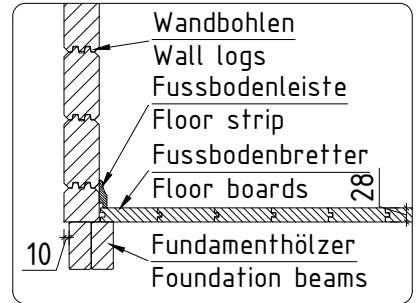 Wandbohlen
Wall logs
Fussbodenleiste
Floor strip
Fussbodenbretter
Floor boards
28
10
Fundamenthölzer
Foundation beams